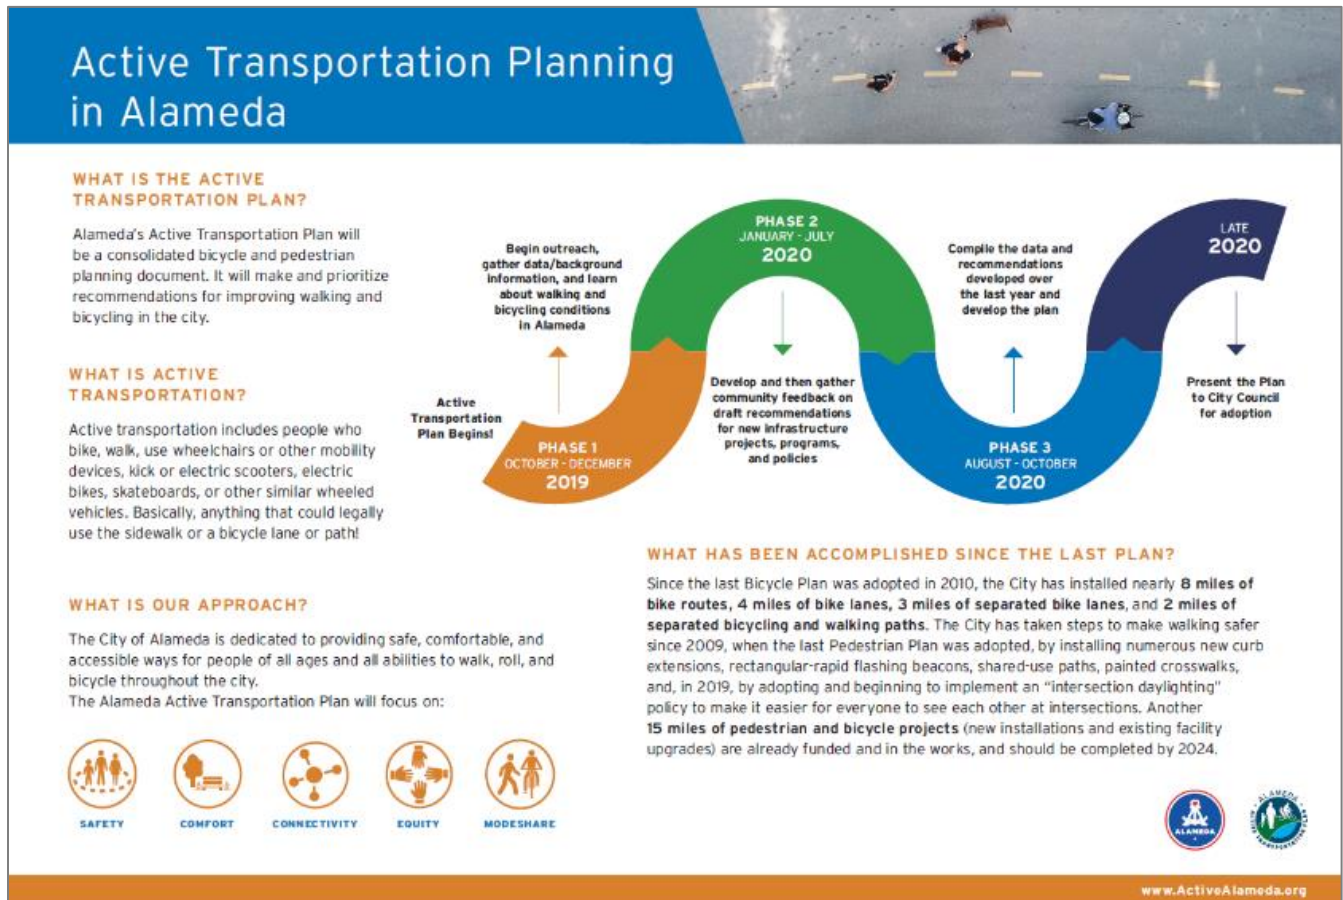 Active Transportation Planning
in Alameda
WHAT IS THE ACTIVE
TRANSPORTATION PLAN?
Alameda's Active Transportation Plan will
be a consolidated bicycle and pedestrian
planning document. It will make and prioritize
recommendations for improving walking and
bicycling in the city.
WHAT IS ACTIVE
TRANSPORTATION?
Active transportation includes people who
bike, walk, use wheelchairs or other mobility
devices, kick or electric scooters, electric
bikes, skateboards, or other similar wheeled
vehicles. Basically, anything that could legally
use the sidewalk or a bicycle lane or path!
WHAT IS OUR APPROACH?
The City of Alameda is dedicated to providing safe, comfortable, and
accessible ways for people of all ages and all abilities to walk, roll, and
bicycle throughout the city.
The Alameda Active Transportation Plan will focus on:
SAFETY
COMFORT
CONNECTIVITY
EQUITY
MODESHARE
Active
Transportation
Plan Begins!
PHASE 1
OCTOBER - DECEMBER
2019
Begin outreach,
gather data/background
information, and learn
about walking and
bicycling conditions
in Alameda
PHASE 2
JANUARY - JULY
2020
Develop and then gather
community feedback on
draft recommendations
for new infrastructure
projects, programs,
and policies
PHASE 3
AUGUST - OCTOBER
2020
Compile the data and
recommendations
developed over
the last year and
develop the plan
LATE
2020
Present the Plan
to City Council
for adoption
WHAT HAS BEEN ACCOMPLISHED SINCE THE LAST PLAN?
Since the last Bicycle Plan was adopted in 2010, the City has installed nearly 8 miles of
bike routes, 4 miles of bike lanes, 3 miles of separated bike lanes, and 2 miles of
separated bicycling and walking paths. The City has taken steps to make walking safer
since 2009, when the last Pedestrian Plan was adopted, by installing numerous new curb
extensions, rectangular-rapid flashing beacons, shared-use paths, painted crosswalks,
and, in 2019, by adopting and beginning to implement an "intersection daylighting"
policy to make it easier for everyone to see each other at intersections. Another
15 miles of pedestrian and bicycle projects (new installations and existing facility
upgrades) are already funded and in the works, and should be completed by 2024.
ALAMEDA
ALAMEDA
ACTIVE TRANSPORTATION PLAN
www.ActiveAlameda.org